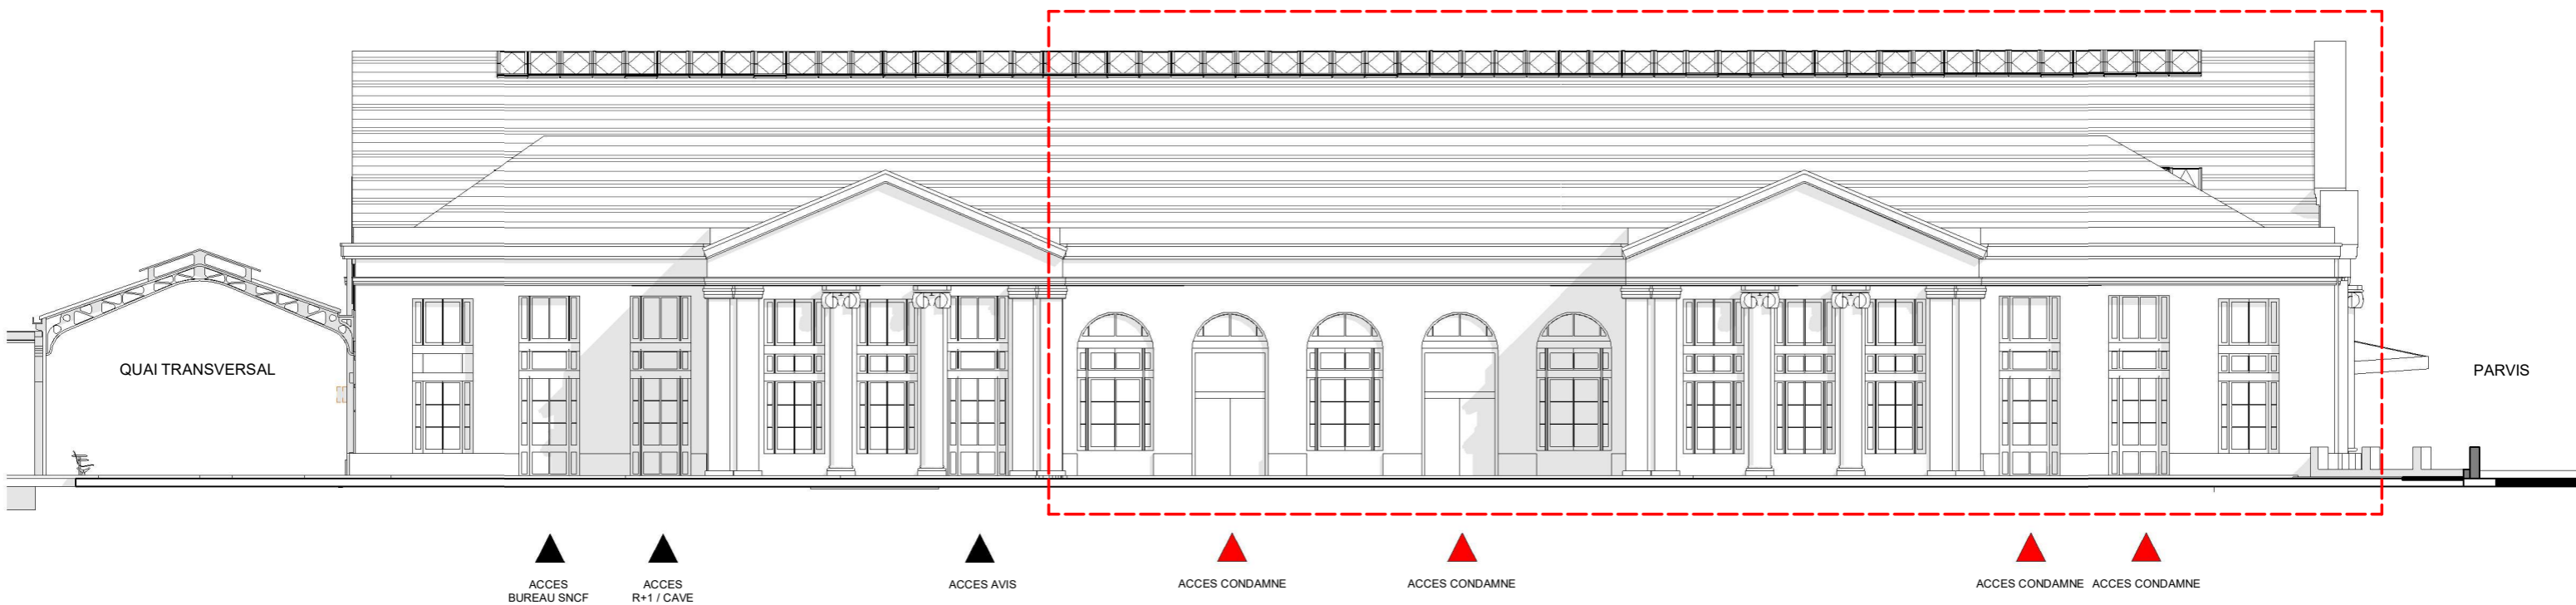 QUAI TRANSVERSAL
PARVIS
ACCES
BUREAU SNCF
ACCES
R+1 / CAVE
ACCES AVIS
ACCES CONDAMNE
ACCES CONDAMNE
ACCES CONDAMNE
ACCES CONDAMNE